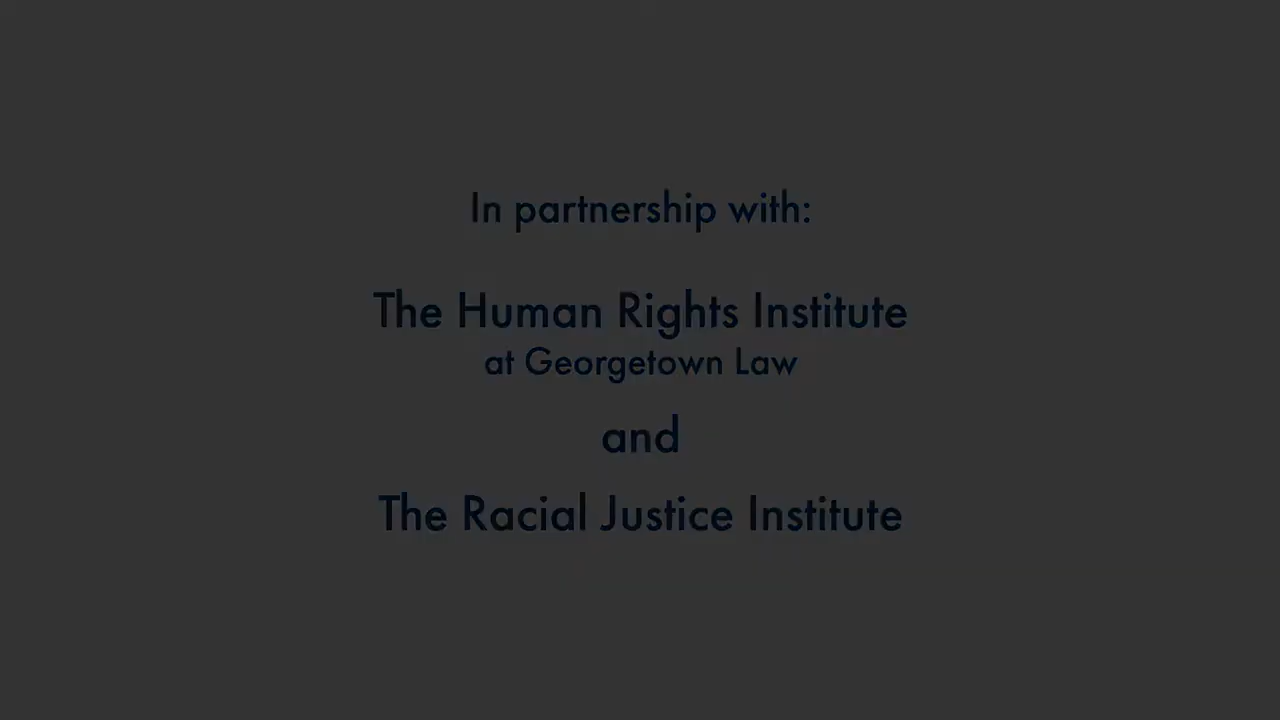 In partnership with:
The Human Rights Institute
at Georgetown Law
and
The Racial Justice Institute